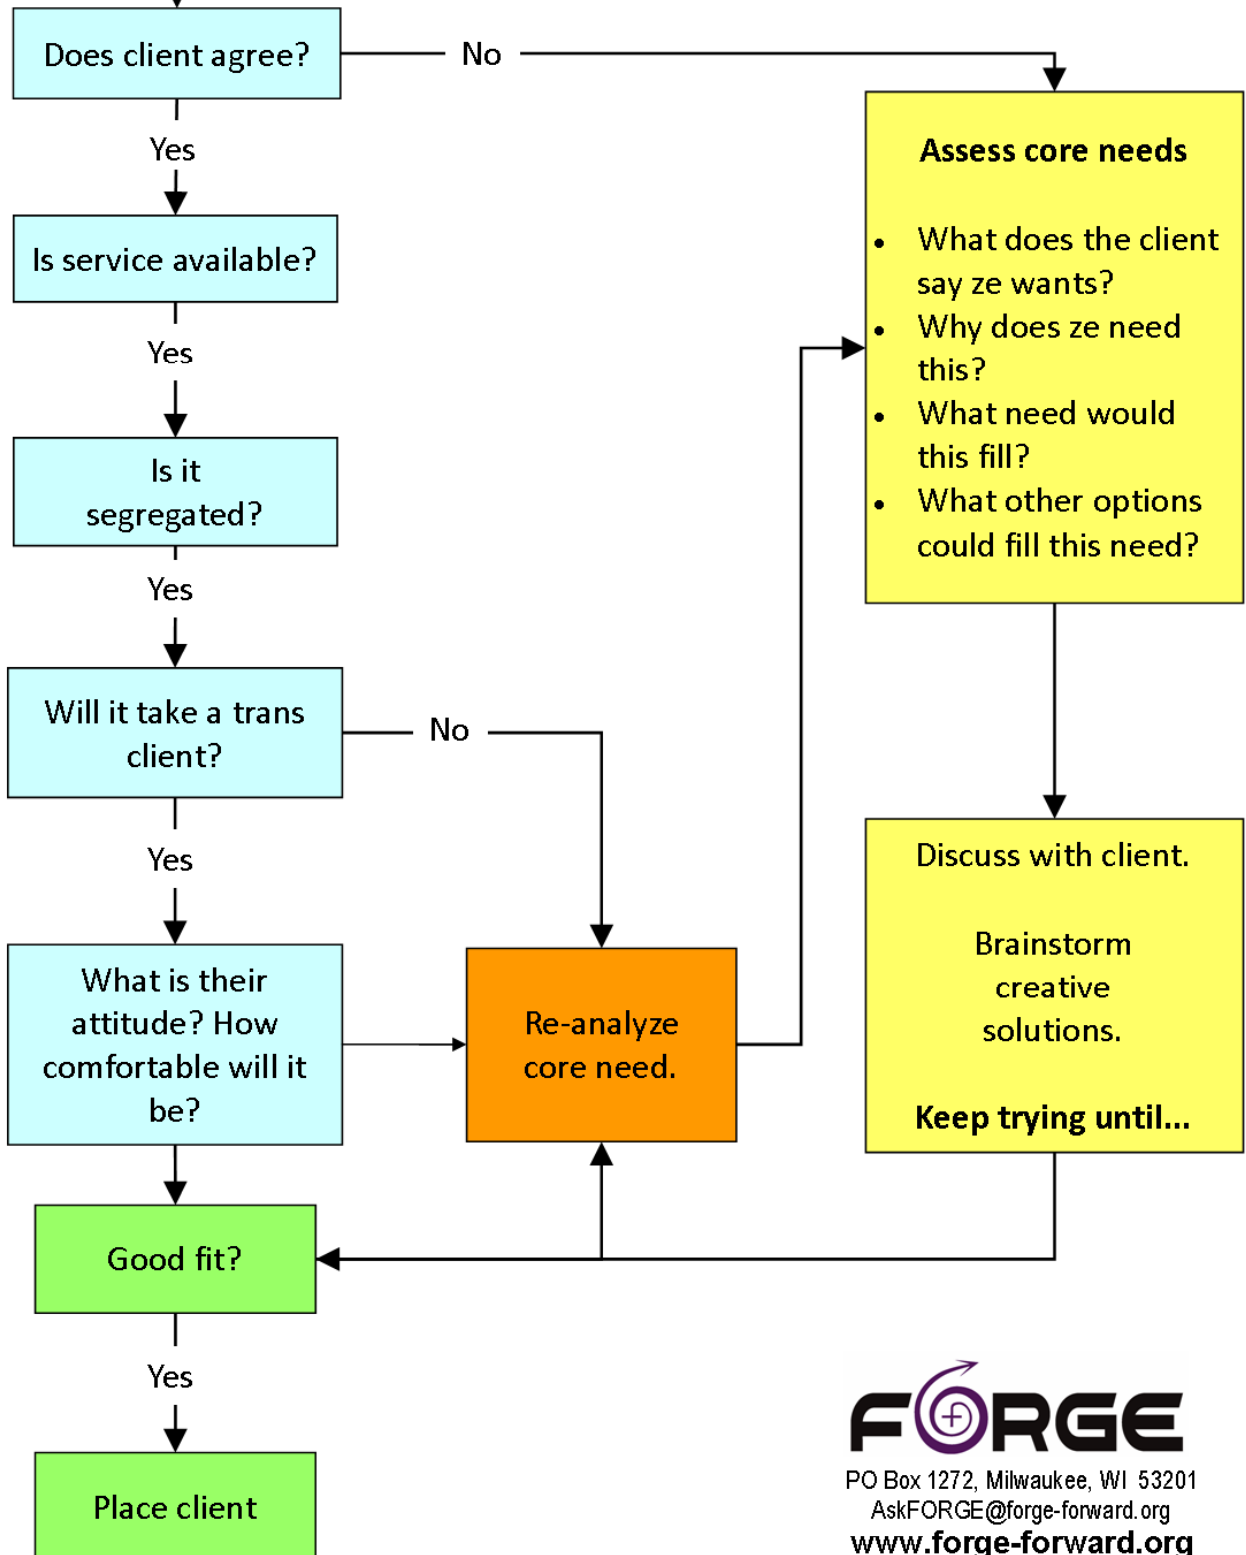 Does client agree?
No
Yes
Assess core needs
• What does the client
say ze wants?
• Why does ze need
this?
• What need would
this fill?
• What other options
could fill this need?
Is service available?
Yes
Is it
segregated?
Yes
Will it take a trans
client?
No
Yes
What is their
attitude? How
comfortable will it
be?
Re-analyze
core need.
Discuss with client.
Brainstorm
creative
solutions.
Keep trying until...
Good fit?
Yes
Place client
FORGE
PO Box 1272, Milwaukee, WI 53201
AskFORGE@forge-forward.org
www.forge-forward.org